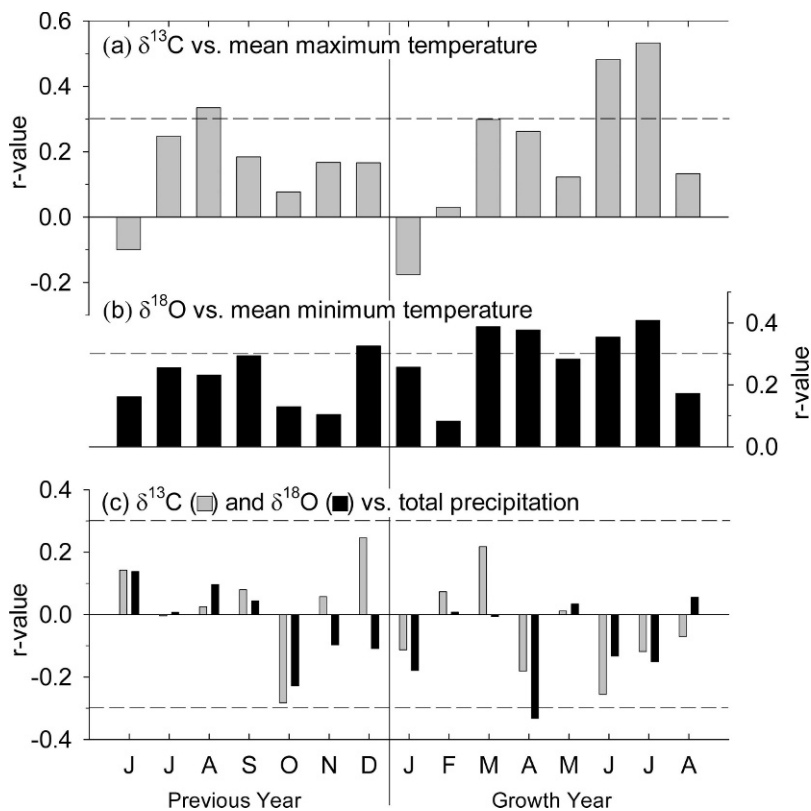 (a) δ¹³C vs. mean maximum temperature
0.6
0.4
0.2
0.0
-0.2
r-value
(b) δ¹⁸O vs. mean minimum temperature
0.4
0.2
0.0
r-value
(c) δ¹³C (■) and δ¹⁸O (■) vs. total precipitation
0.4
0.2
0.0
-0.2
-0.4
r-value
J J A S O N D J F M A M J J A
Previous Year Growth Year